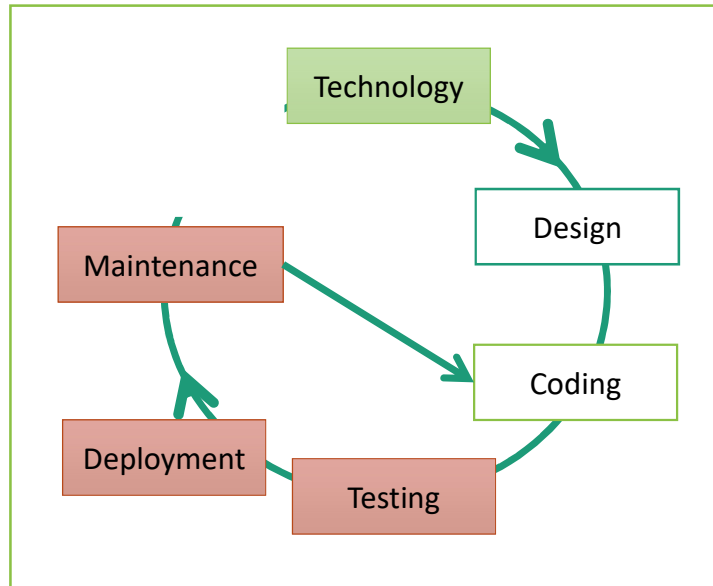 Technology
Design
Maintenance
Coding
Deployment
Testing